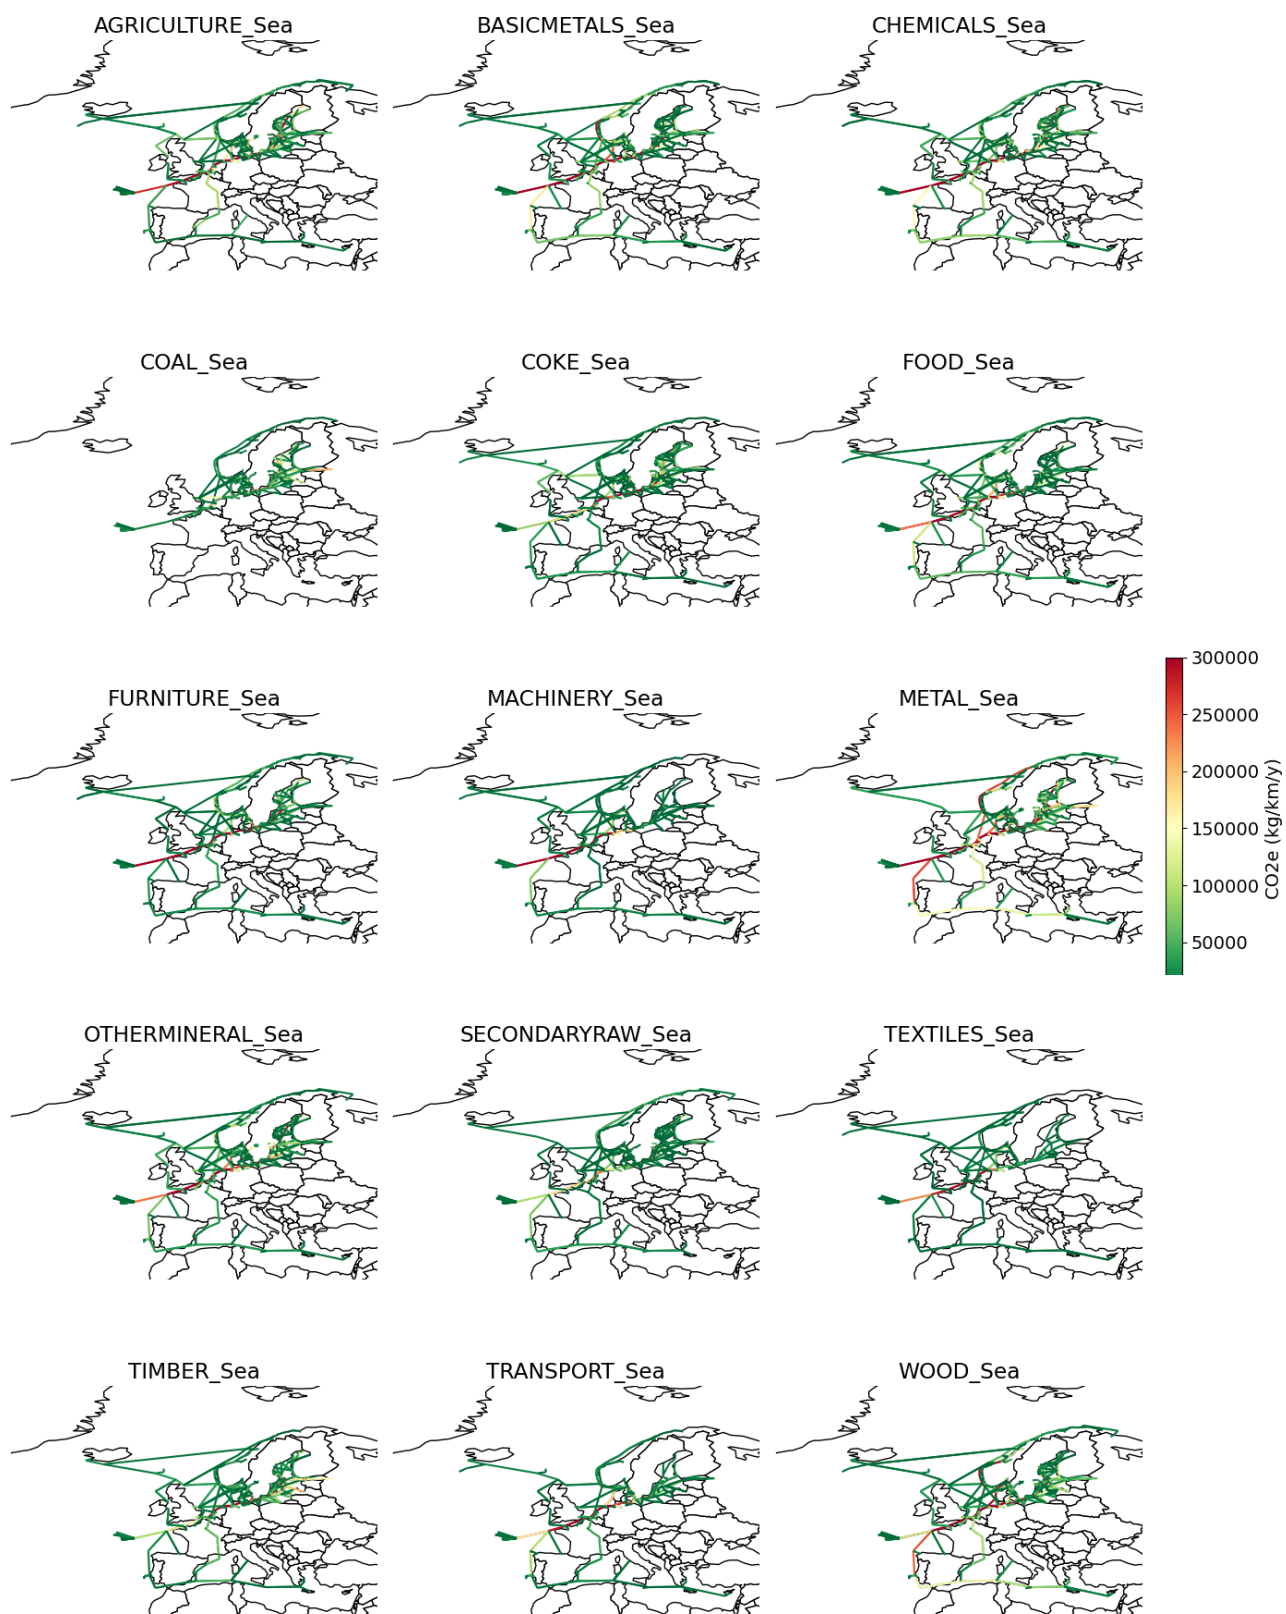 AGRICULTURE_Sea
BASICMETALS_Sea
CHEMICALS_Sea
COAL_Sea
COKE_Sea
FOOD_Sea
FURNITURE_Sea
MACHINERY_Sea
METAL_Sea
300000
250000
200000
150000
100000
50000
CO2e (kg/km/y)
OTHERMINERAL_Sea
SECONDARYRAW_Sea
TEXTILES_Sea
TIMBER_Sea
TRANSPORT_Sea
WOOD_Sea